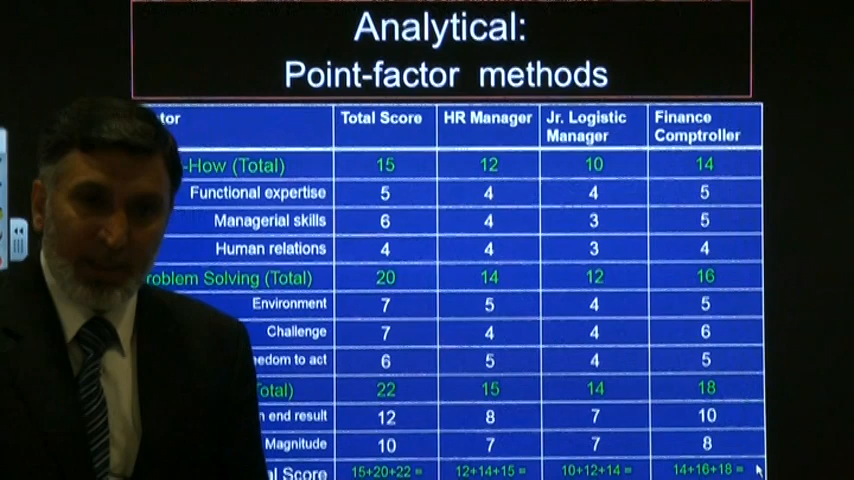 Analytical:
Point-factor methods
tor Total Score HR Manager Jr. Logistic Manager Finance Comptroller
-How (Total) 15 12 10 14
Functional expertise 5 4 4 5
Managerial skills 6 4 3 5
Human relations 4 4 3 4
roblem Solving (Total) 20 14 12 16
Environment 7 5 4 5
Challenge 7 4 4 6
edom to act 6 5 4 5
otal) 22 15 14 18
n end result 12 8 7 10
Magnitude 10 7 7 8
al Score 15+20+22 = 12+14+15 = 10+12+14 = 14+16+18 =